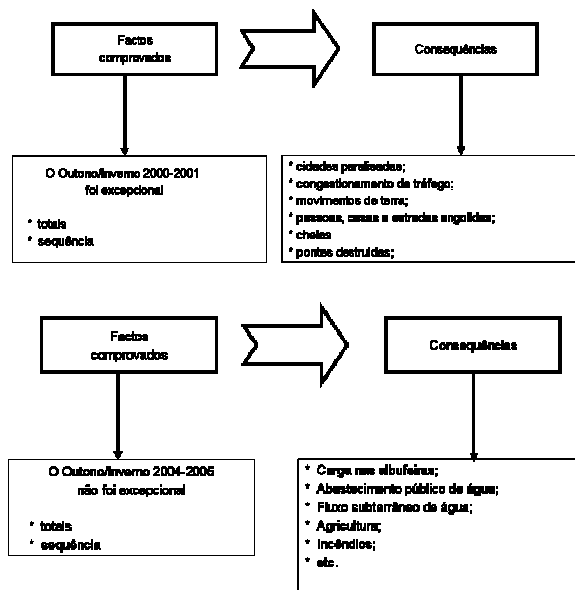 Factos
comprovados
Consequências
O Outono/Inverno 2000-2001
foi excepcional
* totais
* sequência
* cidades paralisadas;
* congestionamento de tráfego;
* movimentos de terra;
* pessoas, casas e estradas engolidas;
* cheias
* pontes destruídas;
Factos
comprovados
Consequências
O Outono/Inverno 2004-2005
não foi excepcional
* totais
* sequência
* Carga nas albufeiras;
* Abastecimento público de água;
* Fluxo subterrâneo de água;
* Agricultura;
* Incêndios;
* etc.